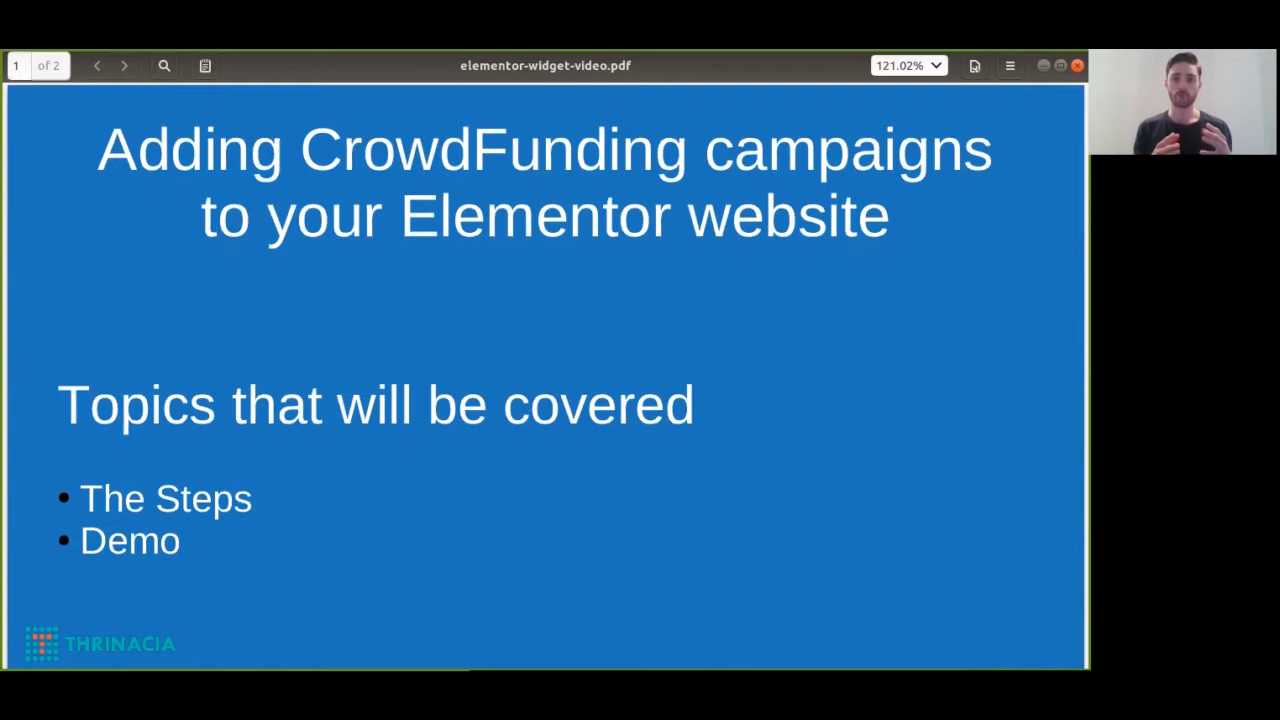 1 of 2
elementor-widget-video.pdf
121.02%
Adding CrowdFunding campaigns
to your Elementor website
Topics that will be covered
• The Steps
• Demo
THRINACIA